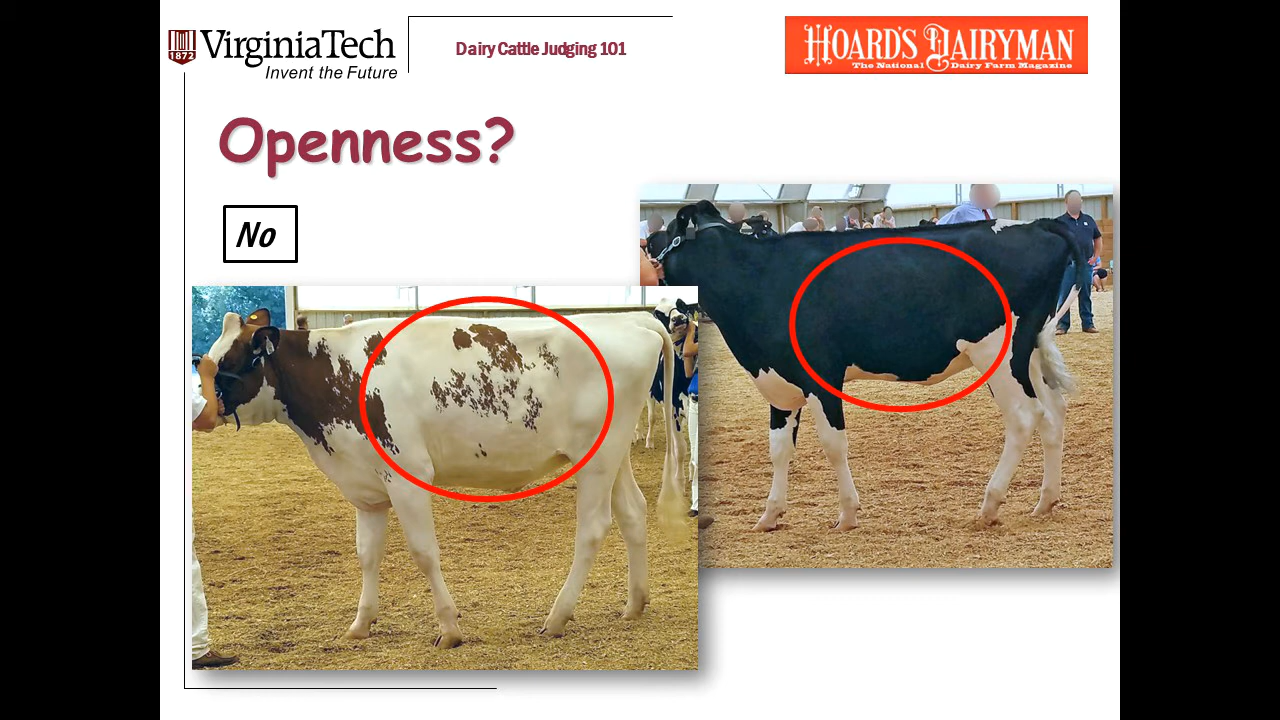 VirginiaTech
1872
Invent the Future
Dairy Cattle Judging 101
HOARD'S DAIRYMAN
The National Dairy Farm Magazine
Openness?
No